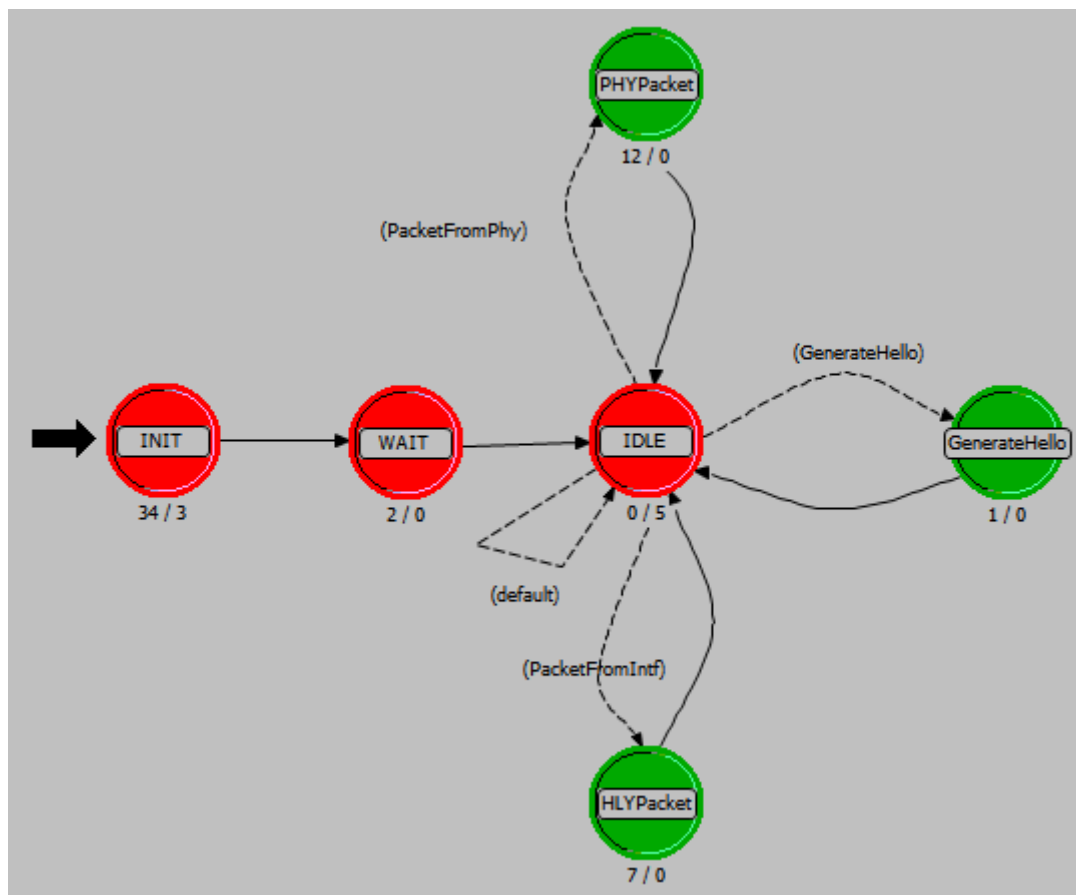 PHYPacket
12 / 0
(PacketFromPhy)
(GenerateHello)
INIT
34 / 3
WAIT
2 / 0
IDLE
0 / 5
GenerateHello
1 / 0
(default)
(PacketFromIntf)
HLYPacket
7 / 0